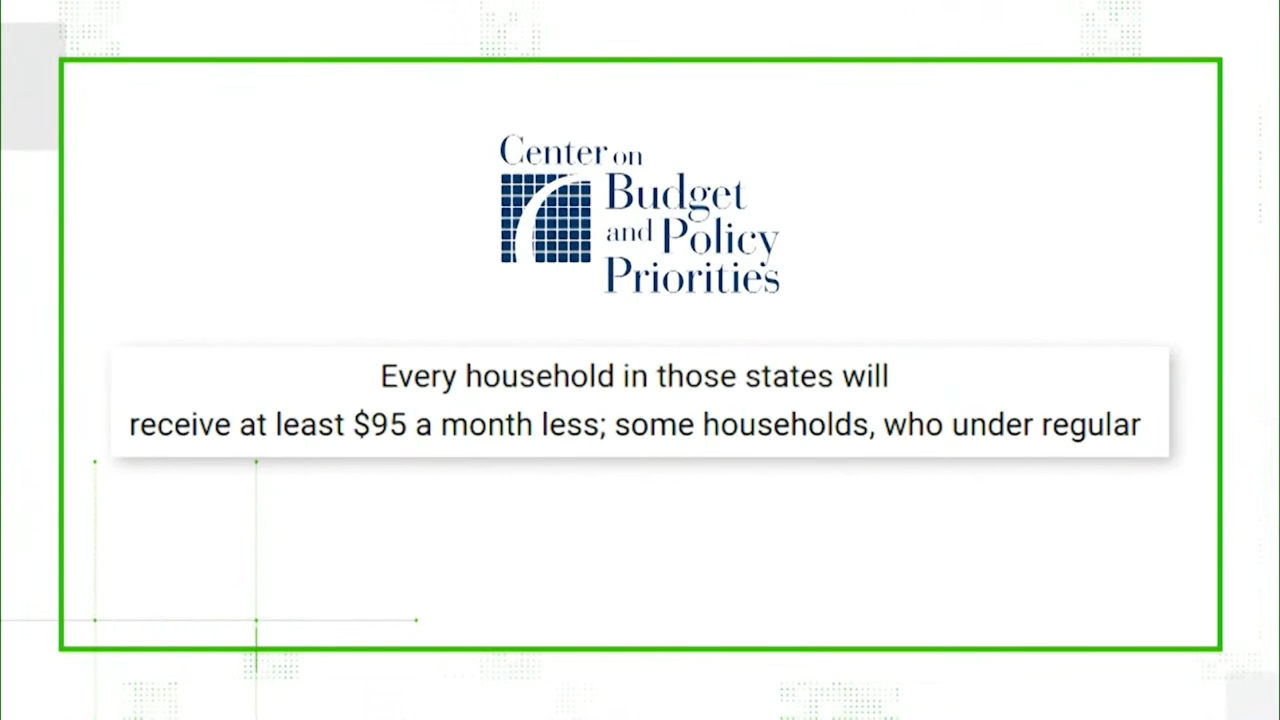 Center on
Budget
and Policy
Priorities
Every household in those states will
receive at least $95 a month less; some households, who under regular